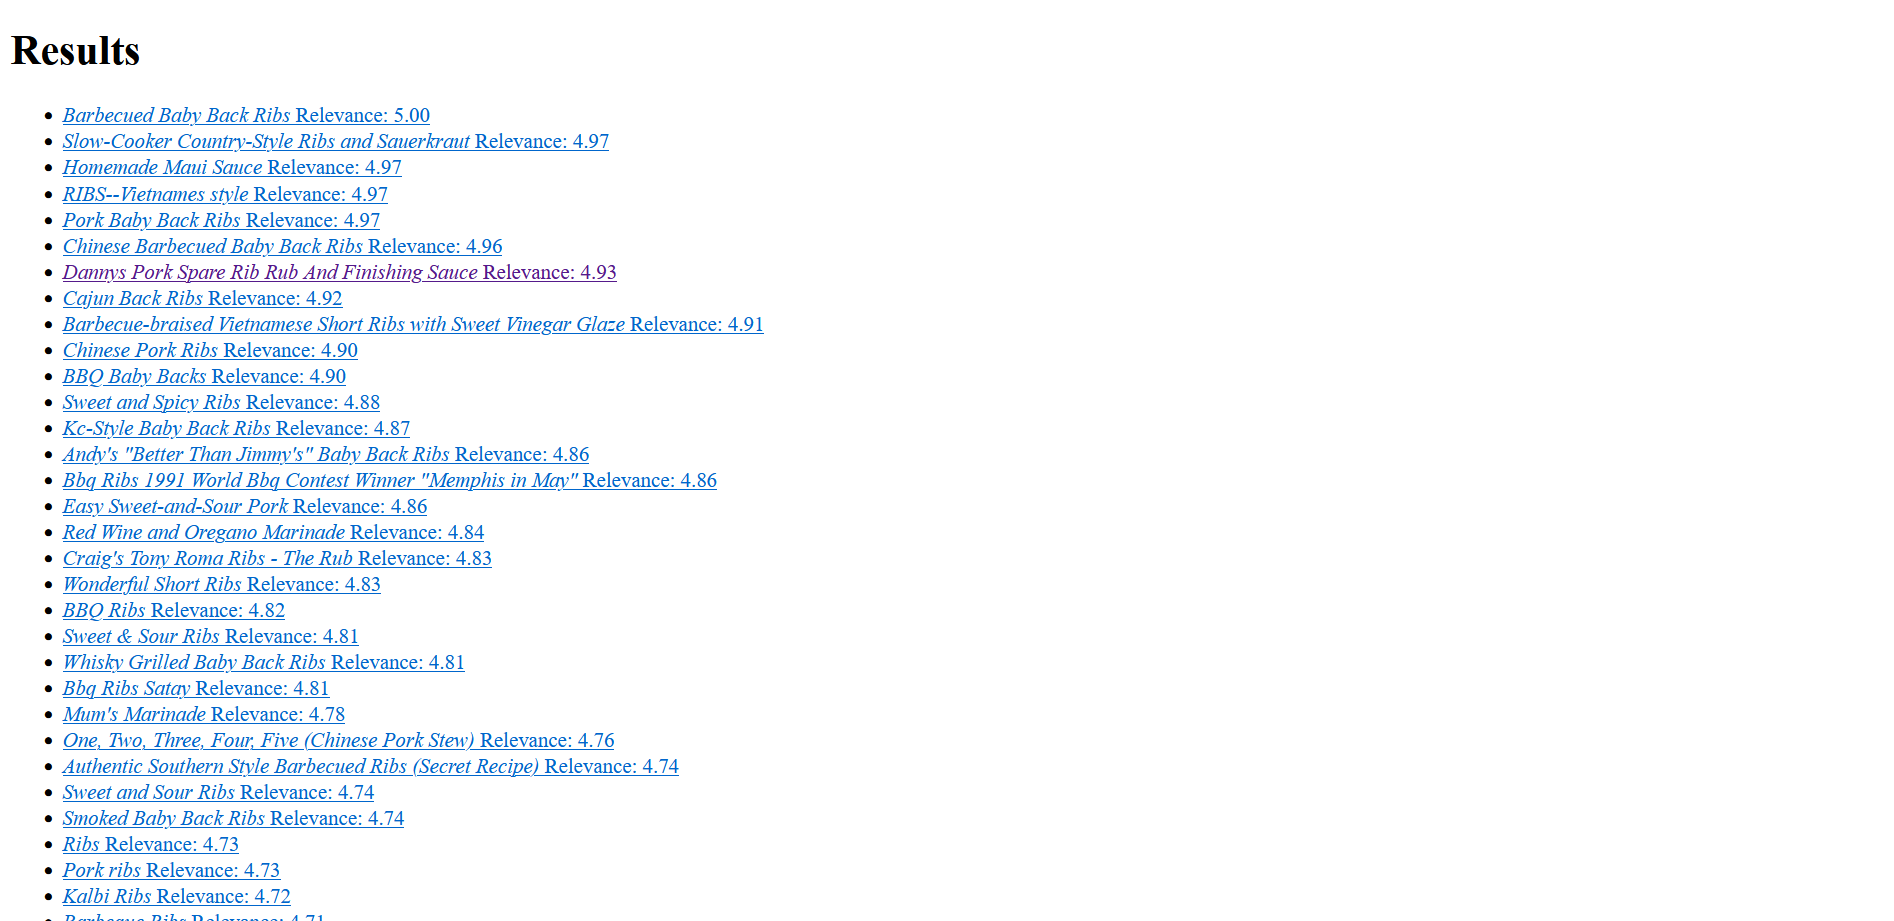 Results
Barbecued Baby Back Ribs Relevance: 5.00
Slow-Cooker Country-Style Ribs and Sauerkraut Relevance: 4.97
Homemade Maui Sauce Relevance: 4.97
RIBS--Vietnames style Relevance: 4.97
Pork Baby Back Ribs Relevance: 4.97
Chinese Barbecued Baby Back Ribs Relevance: 4.96
Dannys Pork Spare Rib Rub And Finishing Sauce Relevance: 4.93
Cajun Back Ribs Relevance: 4.92
Barbecue-braised Vietnamese Short Ribs with Sweet Vinegar Glaze Relevance: 4.91
Chinese Pork Ribs Relevance: 4.90
BBQ Baby Backs Relevance: 4.90
Sweet and Spicy Ribs Relevance: 4.88
Kc-Style Baby Back Ribs Relevance: 4.87
Andy's "Better Than Jimmy's" Baby Back Ribs Relevance: 4.86
Bbq Ribs 1991 World Bbq Contest Winner "Memphis in May" Relevance: 4.86
Easy Sweet-and-Sour Pork Relevance: 4.86
Red Wine and Oregano Marinade Relevance: 4.84
Craig's Tony Roma Ribs - The Rub Relevance: 4.83
Wonderful Short Ribs Relevance: 4.83
BBQ Ribs Relevance: 4.82
Sweet & Sour Ribs Relevance: 4.81
Whisky Grilled Baby Back Ribs Relevance: 4.81
Bbq Ribs Satay Relevance: 4.81
Mum's Marinade Relevance: 4.78
One, Two, Three, Four, Five (Chinese Pork Stew) Relevance: 4.76
Authentic Southern Style Barbecued Ribs (Secret Recipe) Relevance: 4.74
Sweet and Sour Ribs Relevance: 4.74
Smoked Baby Back Ribs Relevance: 4.74
Ribs Relevance: 4.73
Pork ribs Relevance: 4.73
Kalbi Ribs Relevance: 4.72
Barbeque Ribs Relevance: 4.71